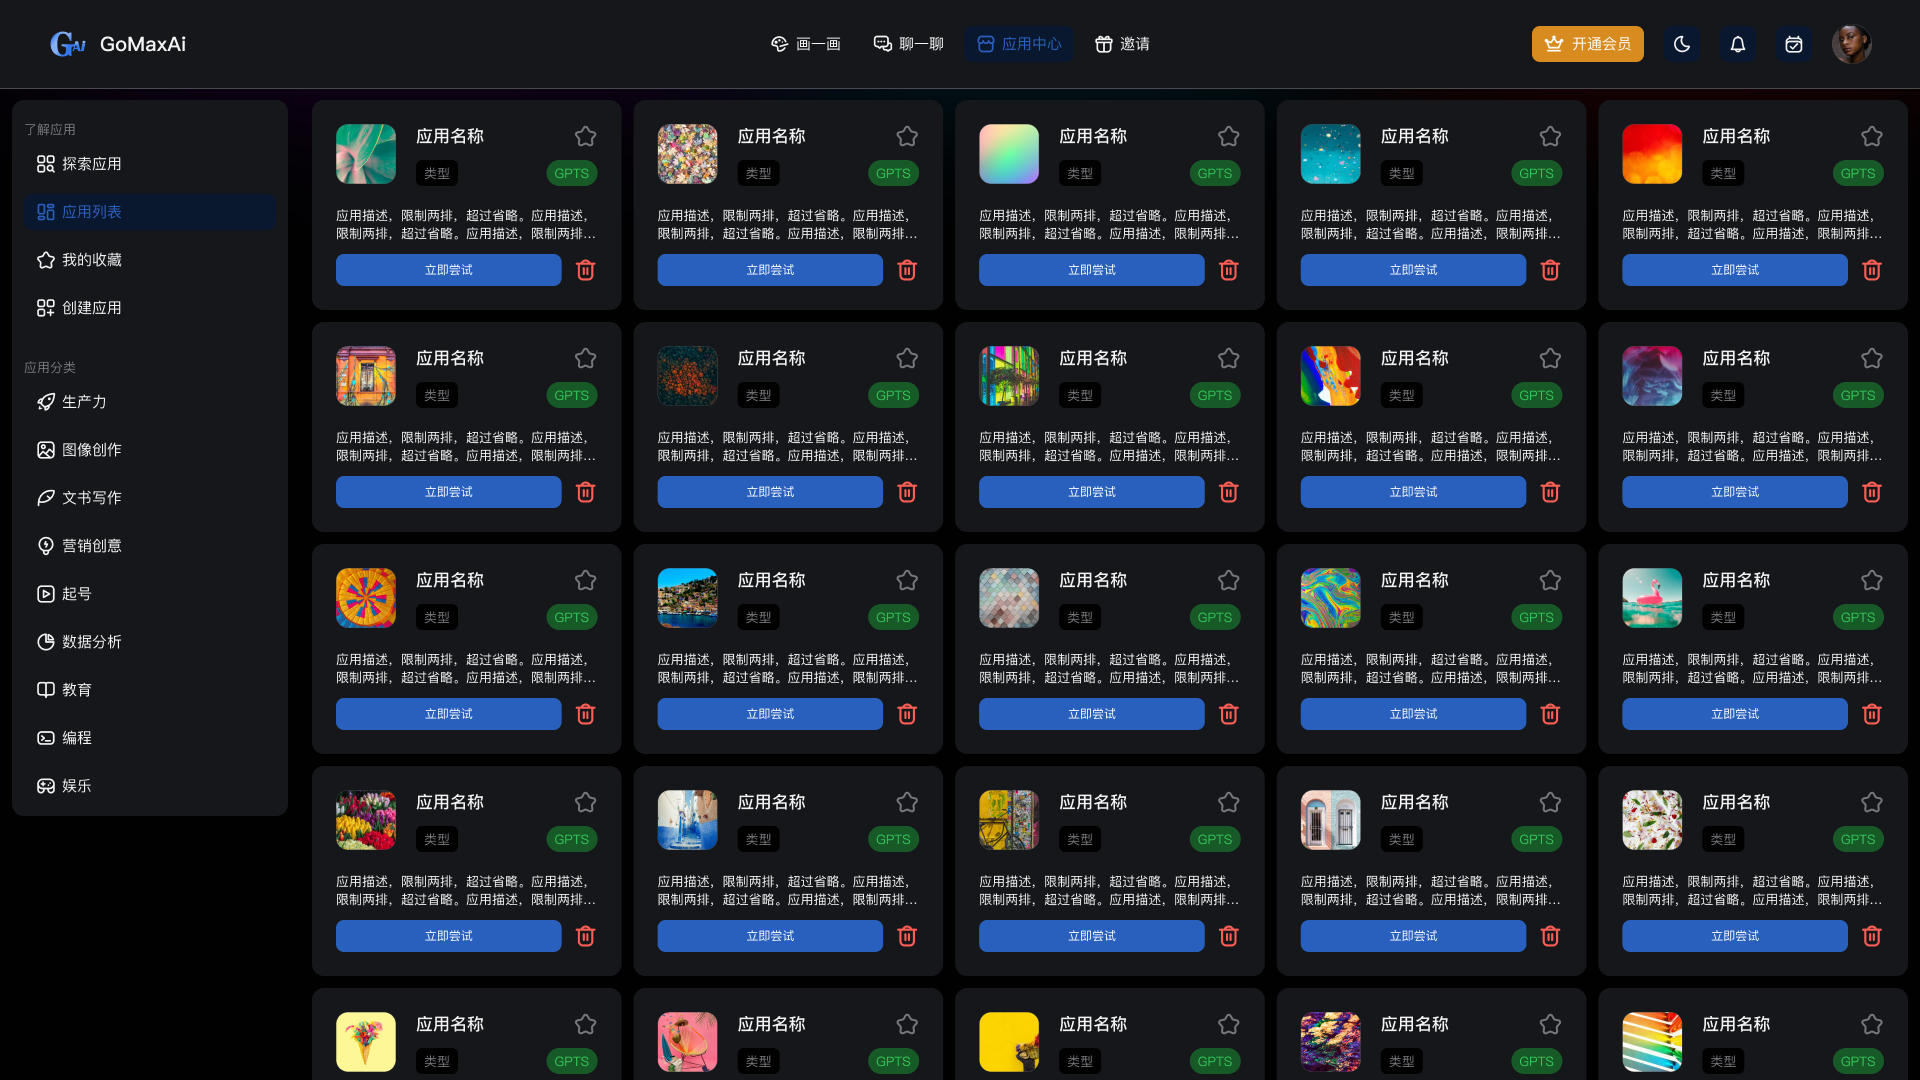 GAi GoMaxAi
画一画 聊一聊 应用中心 邀请
开通会员
了解应用
探索应用
应用列表
我的收藏
创建应用
应用分类
生产力
图像创作
文书写作
营销创意
起号
数据分析
教育
编程
娱乐
应用名称 应用名称 应用名称 应用名称 应用名称
类型 GPTS 类型 GPTS 类型 GPTS 类型 GPTS 类型 GPTS
应用描述，限制两排，超过省略。应用描述， 应用描述，限制两排，超过省略。应用描述， 应用描述，限制两排，超过省略。应用描述， 应用描述，限制两排，超过省略。应用描述， 应用描述，限制两排，超过省略。应用描述，
限制两排，超过省略。应用描述，限制两排... 限制两排，超过省略。应用描述，限制两排... 限制两排，超过省略。应用描述，限制两排... 限制两排，超过省略。应用描述，限制两排... 限制两排，超过省略。应用描述，限制两排...
立即尝试 立即尝试 立即尝试 立即尝试 立即尝试
应用名称 应用名称 应用名称 应用名称 应用名称
类型 GPTS 类型 GPTS 类型 GPTS 类型 GPTS 类型 GPTS
应用描述，限制两排，超过省略。应用描述， 应用描述，限制两排，超过省略。应用描述， 应用描述，限制两排，超过省略。应用描述， 应用描述，限制两排，超过省略。应用描述， 应用描述，限制两排，超过省略。应用描述，
限制两排，超过省略。应用描述，限制两排... 限制两排，超过省略。应用描述，限制两排... 限制两排，超过省略。应用描述，限制两排... 限制两排，超过省略。应用描述，限制两排... 限制两排，超过省略。应用描述，限制两排...
立即尝试 立即尝试 立即尝试 立即尝试 立即尝试
应用名称 应用名称 应用名称 应用名称 应用名称
类型 GPTS 类型 GPTS 类型 GPTS 类型 GPTS 类型 GPTS
应用描述，限制两排，超过省略。应用描述， 应用描述，限制两排，超过省略。应用描述， 应用描述，限制两排，超过省略。应用描述， 应用描述，限制两排，超过省略。应用描述， 应用描述，限制两排，超过省略。应用描述，
限制两排，超过省略。应用描述，限制两排... 限制两排，超过省略。应用描述，限制两排... 限制两排，超过省略。应用描述，限制两排... 限制两排，超过省略。应用描述，限制两排... 限制两排，超过省略。应用描述，限制两排...
立即尝试 立即尝试 立即尝试 立即尝试 立即尝试
应用名称 应用名称 应用名称 应用名称 应用名称
类型 GPTS 类型 GPTS 类型 GPTS 类型 GPTS 类型 GPTS
应用描述，限制两排，超过省略。应用描述， 应用描述，限制两排，超过省略。应用描述， 应用描述，限制两排，超过省略。应用描述， 应用描述，限制两排，超过省略。应用描述， 应用描述，限制两排，超过省略。应用描述，
限制两排，超过省略。应用描述，限制两排... 限制两排，超过省略。应用描述，限制两排... 限制两排，超过省略。应用描述，限制两排... 限制两排，超过省略。应用描述，限制两排... 限制两排，超过省略。应用描述，限制两排...
立即尝试 立即尝试 立即尝试 立即尝试 立即尝试
应用名称 应用名称 应用名称 应用名称 应用名称
类型 GPTS 类型 GPTS 类型 GPTS 类型 GPTS 类型 GPTS